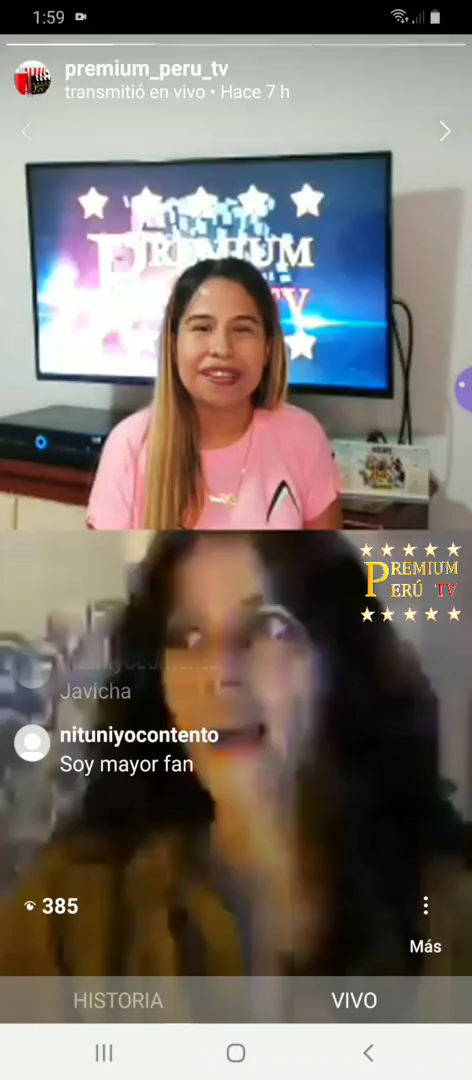 1:59
premium_peru_tv
transmitió en vivo • Hace 7 h
PREMIUM
TV
PREMIUM
PERÚ TV
Javicha
nituniyocontento
Soy mayor fan
385
Más
HISTORIA
VIVO